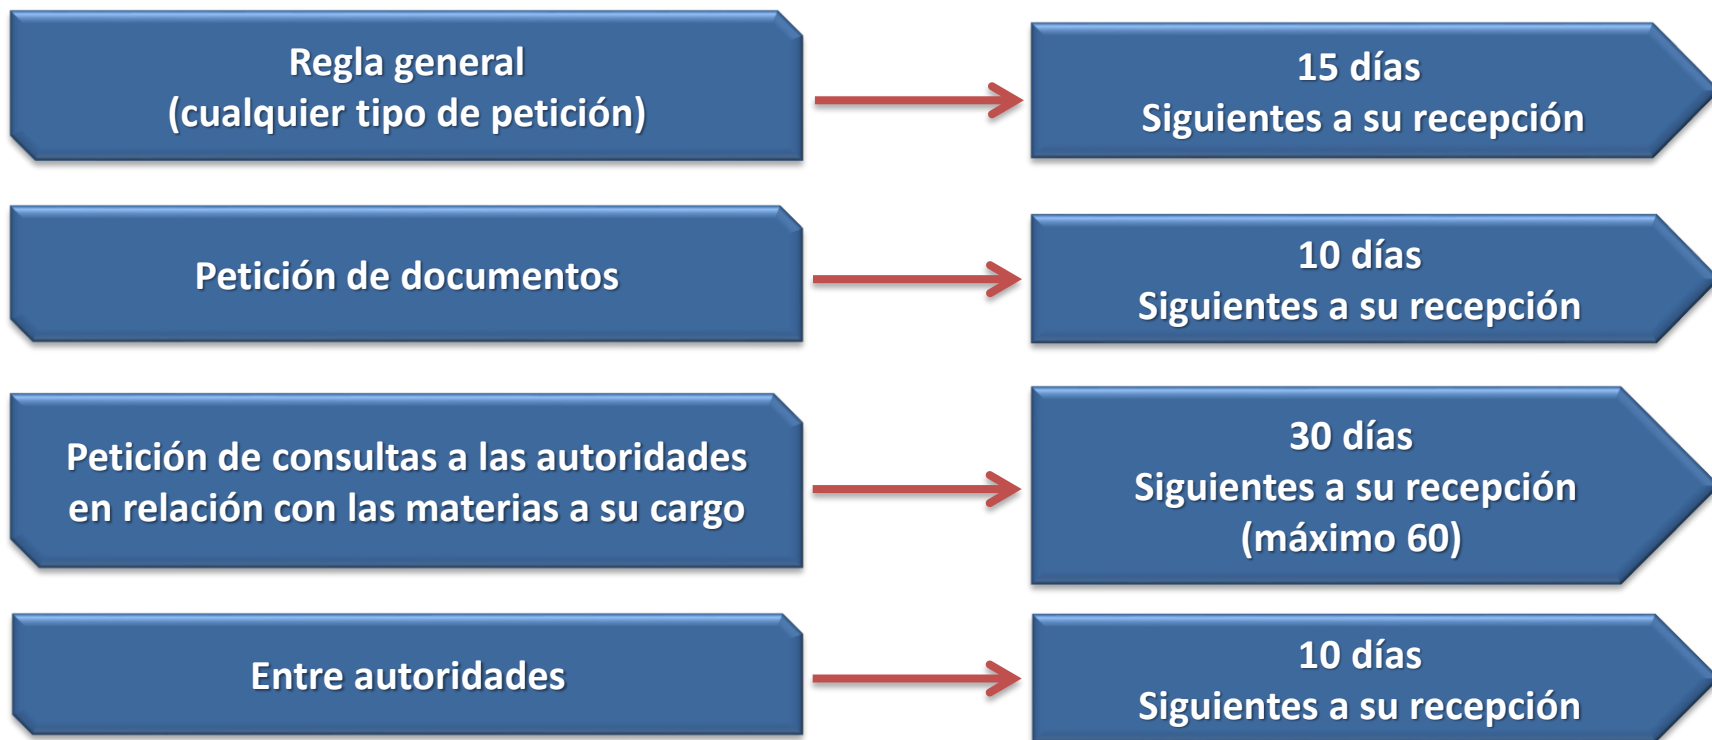 Regla general
(cualquier tipo de petición)
15 días
Siguientes a su recepción
Petición de documentos
10 días
Siguientes a su recepción
Petición de consultas a las autoridades
en relación con las materias a su cargo
30 días
Siguientes a su recepción
(máximo 60)
Entre autoridades
10 días
Siguientes a su recepción